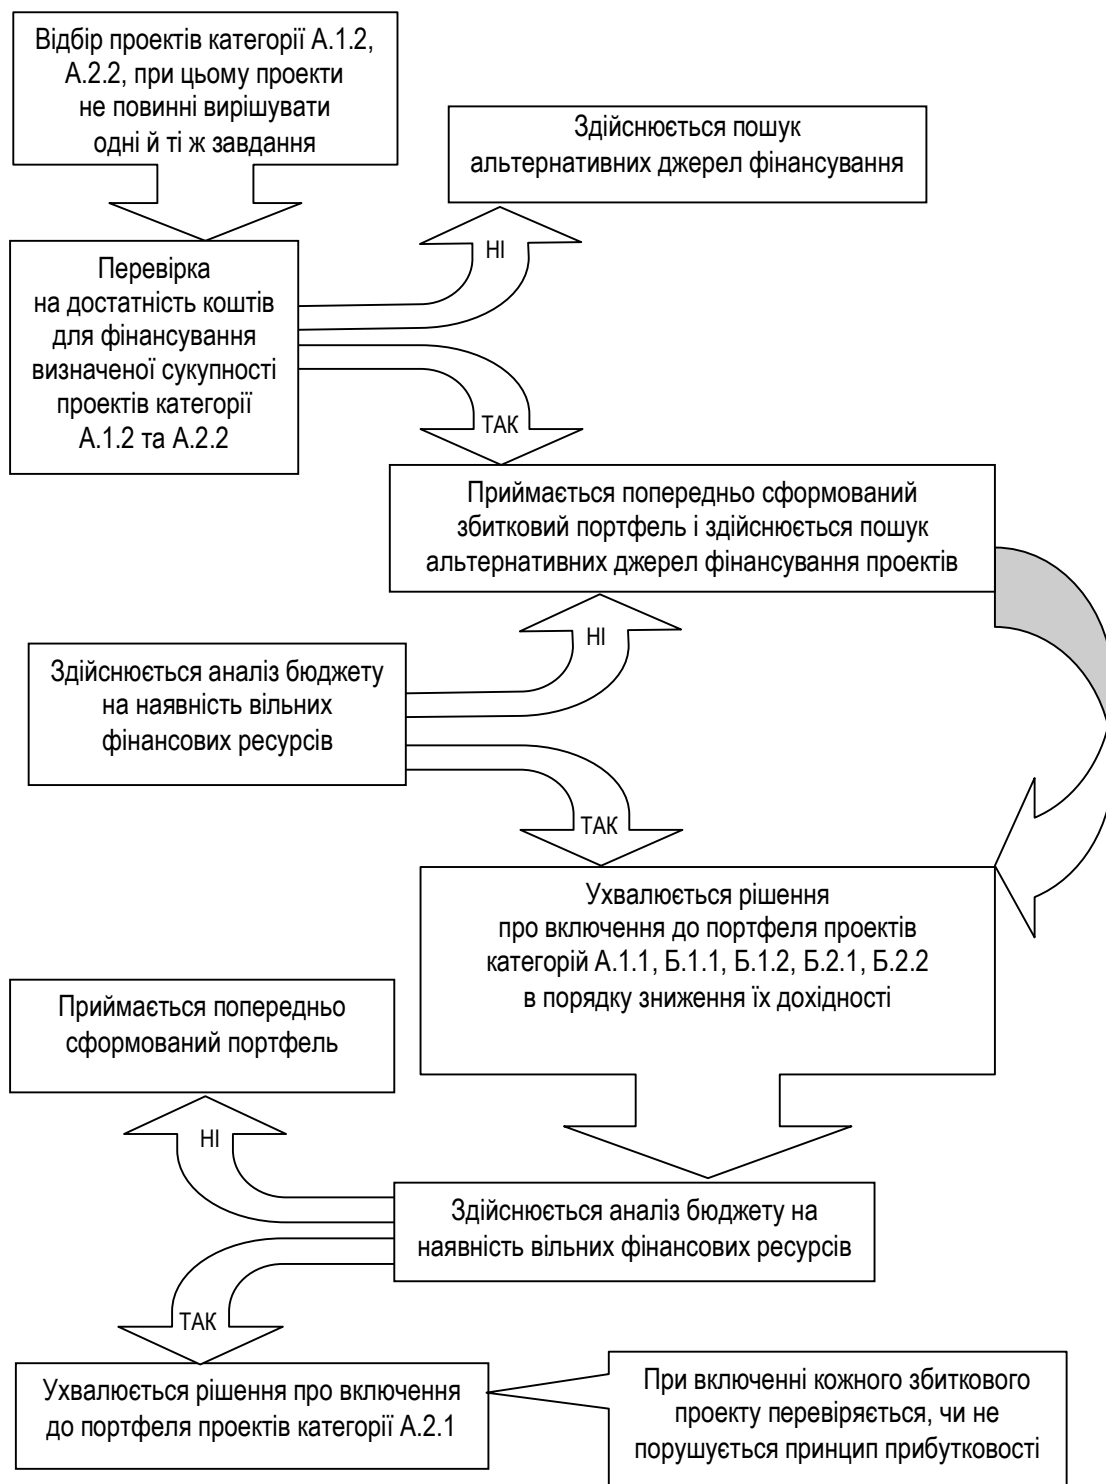 Відбір проектів категорії А.1.2,
А.2.2, при цьому проекти
не повинні вирішувати
одні й ті ж завдання
Здійснюється пошук
альтернативних джерел фінансування
НІ
Перевірка
на достатність коштів
для фінансування
визначеної сукупності
проектів категорії
А.1.2 та А.2.2
ТАК
Приймається попередньо сформований
збитковий портфель і здійснюється пошук
альтернативних джерел фінансування проектів
НІ
Здійснюється аналіз бюджету
на наявність вільних
фінансових ресурсів
ТАК
Ухвалюється рішення
про включення до портфеля проектів
категорій А.1.1, Б.1.1, Б.1.2, Б.2.1, Б.2.2
в порядку зниження їх дохідності
Приймається попередньо
сформований портфель
НІ
Здійснюється аналіз бюджету на
наявність вільних фінансових ресурсів
ТАК
Ухвалюється рішення про включення
до портфеля проектів категорії А.2.1
При включенні кожного збиткового
проекту перевіряється, чи не
порушується принцип прибутковості